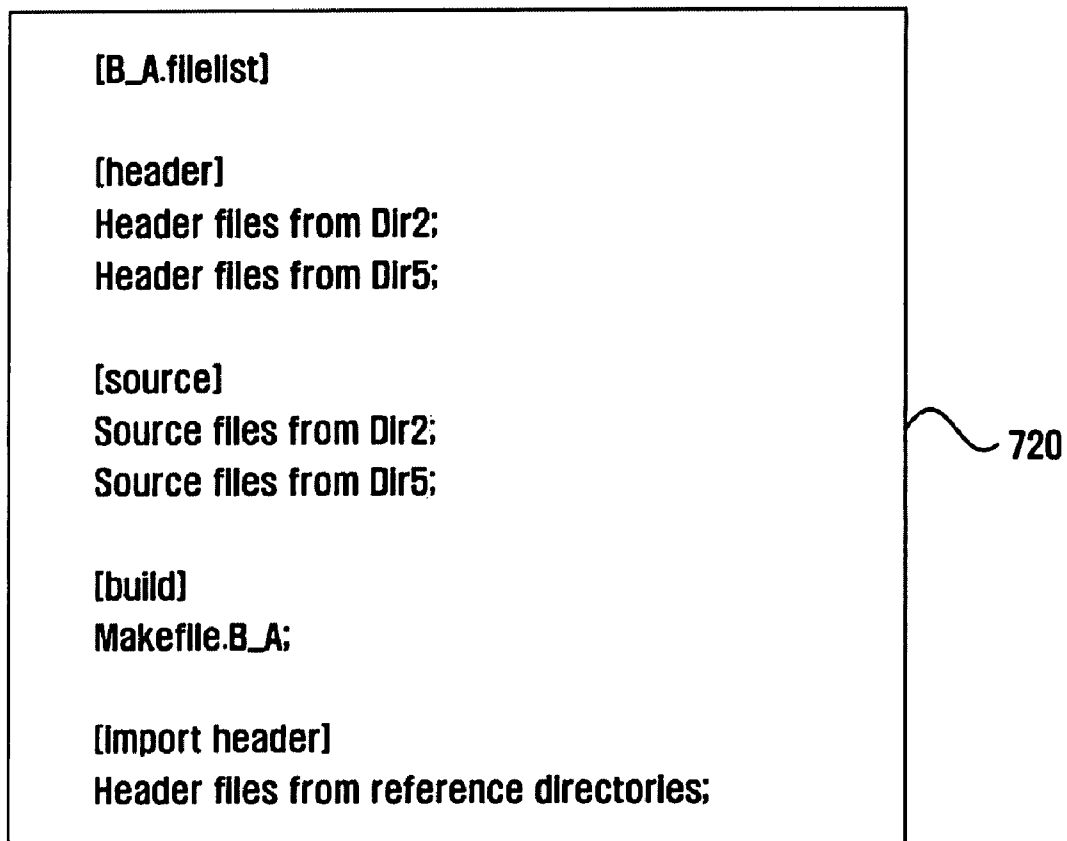 [B_A.filelist]
[header]
Header files from Dir2;
Header files from Dir5;
[source]
Source files from Dir2;
Source files from Dir5;
[build]
Makefile.B_A;
[import header]
Header files from reference directories;
720